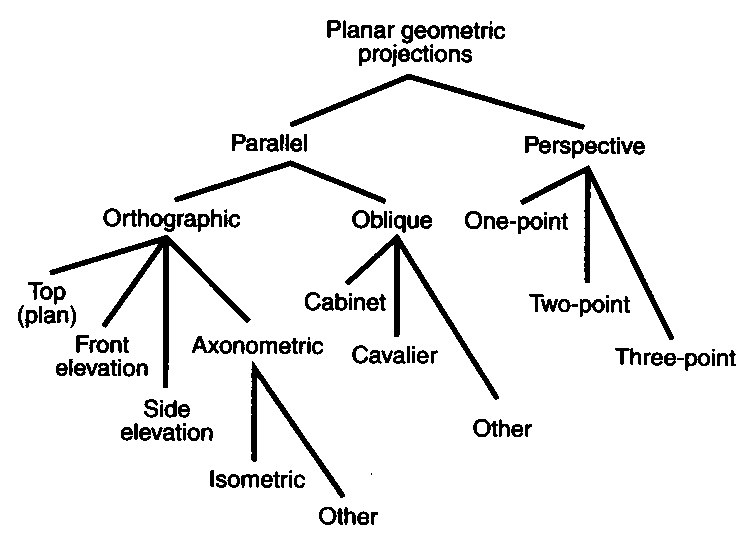 Planar geometric
projections
Parallel
Perspective
Orthographic
Oblique
One-point
Top
(plan)
Cabinet
Two-point
Front
elevation
Axonometric
Cavalier
Three-point
Side
elevation
Other
Isometric
Other